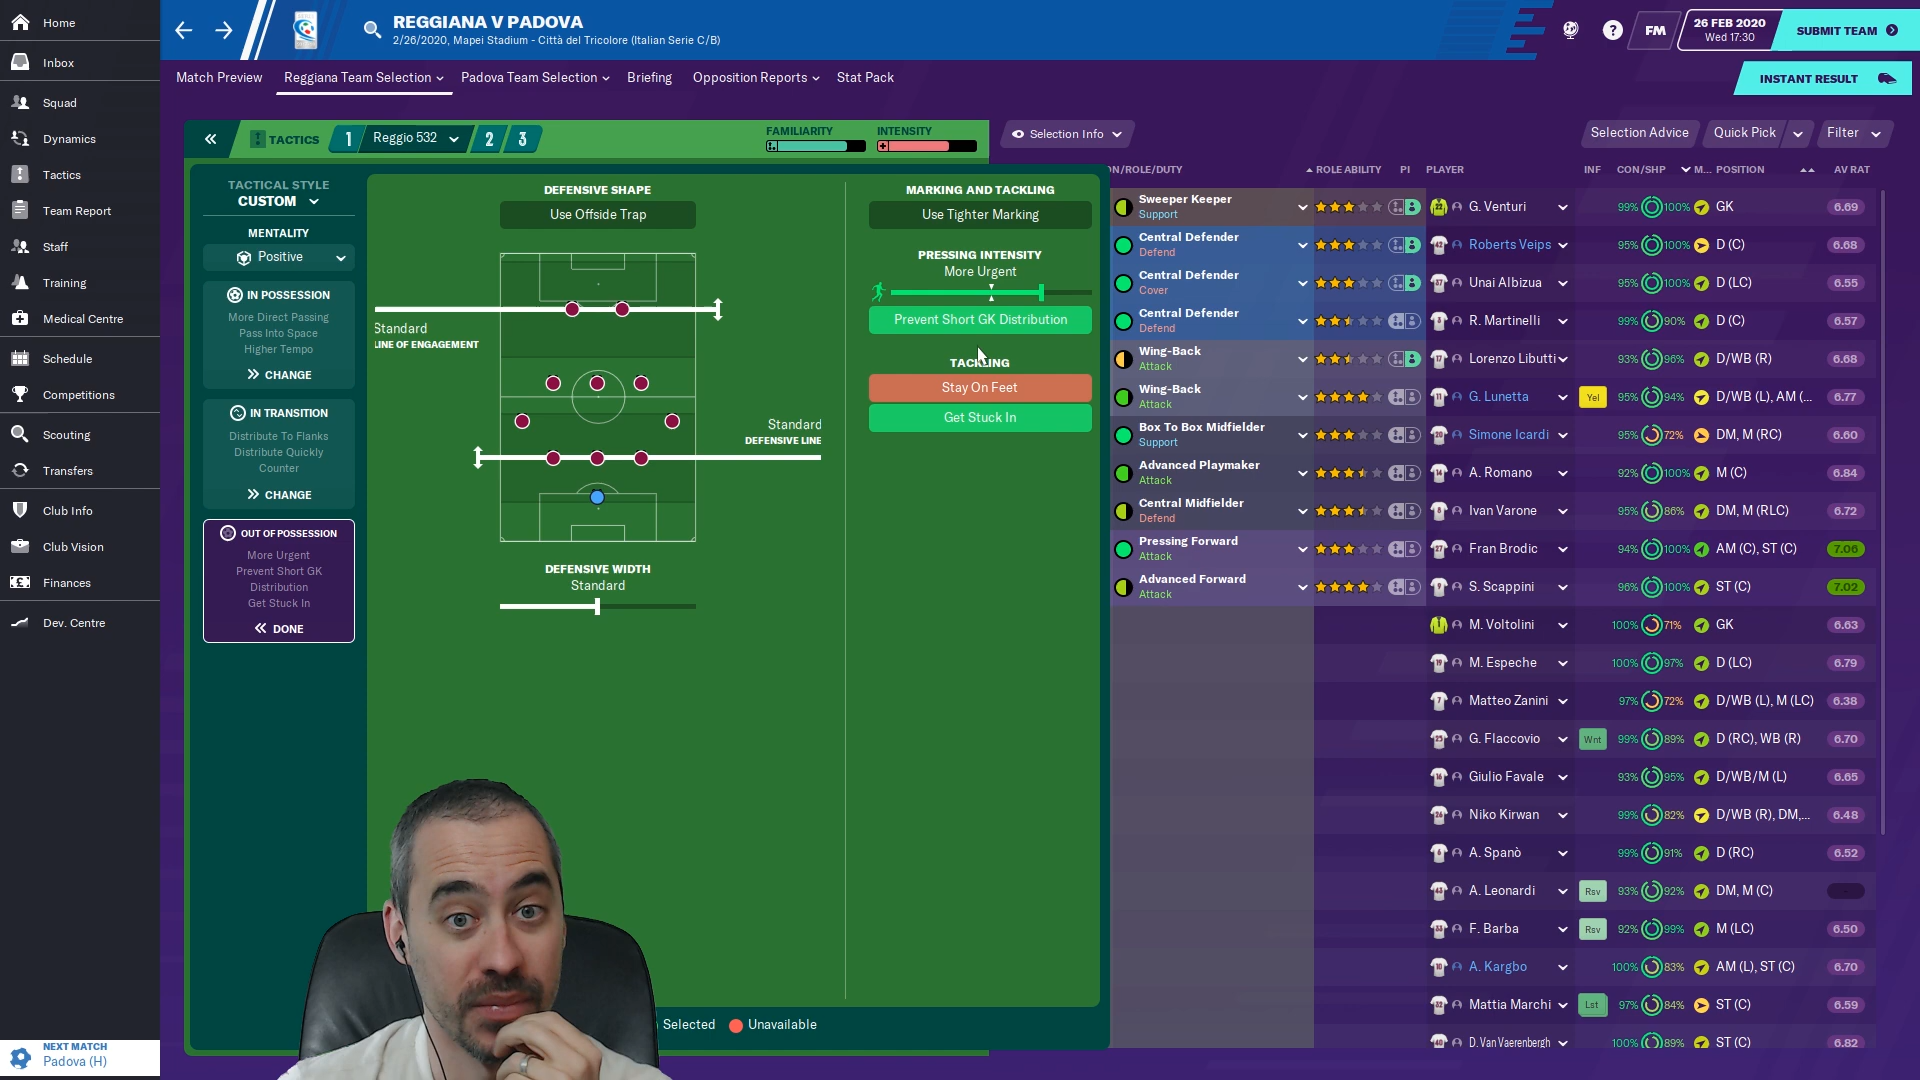 Home
Inbox
Squad
Dynamics
Tactics
Team Report
Staff
Training
Medical Centre
Schedule
Competitions
Scouting
Transfers
Club Info
Club Vision
Finances
Dev. Centre
NEXT MATCH
Padova (H)
REGGIANA V PADOVA
2/26/2020, Mapei Stadium - Città del Tricolore (Italian Serie C/B)
FM
26 FEB 2020
Wed 17:30
SUBMIT TEAM
Match Preview Reggiana Team Selection Padova Team Selection Briefing Opposition Reports Stat Pack
INSTANT RESULT
TACTICS 1 Reggio 532 2 3
FAMILIARITY INTENSITY
Selection Info
Selection Advice Quick Pick Filter
TACTICAL STYLE
CUSTOM
MENTALITY
Positive
IN POSSESSION
More Direct Passing
Pass Into Space
Higher Tempo
CHANGE
IN TRANSITION
Distribute To Flanks
Distribute Quickly
Counter
CHANGE
OUT OF POSSESSION
More Urgent
Prevent Short GK
Distribution
Get Stuck In
DONE
DEFENSIVE SHAPE
Use Offside Trap
Standard
LINE OF ENGAGEMENT
Standard
DEFENSIVE LINE
DEFENSIVE WIDTH
Standard
MARKING AND TACKLING
Use Tighter Marking
PRESSING INTENSITY
More Urgent
Prevent Short GK Distribution
TACKLING
Stay On Feet
Get Stuck In
Selected Unavailable
ON/ROLE/DUTY ROLE ABILITY PI PLAYER INF CON/SHP M... POSITION AV RAT
Sweeper Keeper
Support
G. Venturi 99% 100% GK 6.69
Central Defender
Defend
Roberts Veips 95% 100% D (C) 6.68
Central Defender
Cover
Unai Albizua 95% 100% D (LC) 6.55
Central Defender
Defend
R. Martinelli 99% 90% D (C) 6.57
Wing-Back
Attack
Lorenzo Libutti 93% 96% D/WB (R) 6.68
Wing-Back
Attack
G. Lunetta Yel 95% 94% D/WB (L), AM (... 6.77
Box To Box Midfielder
Support
Simone Icardi 95% 72% DM, M (RC) 6.60
Advanced Playmaker
Attack
A. Romano 92% 100% M (C) 6.84
Central Midfielder
Defend
Ivan Varone 95% 86% DM, M (RLC) 6.72
Pressing Forward
Attack
Fran Brodic 94% 100% AM (C), ST (C) 7.06
Advanced Forward
Attack
S. Scappini 96% 100% ST (C) 7.02
M. Voltolini 100% 71% GK 6.63
M. Espeche 100% 97% D (LC) 6.79
Matteo Zanini 97% 72% D/WB (L), M (LC) 6.38
G. Flaccovio Wnt 99% 89% D (RC), WB (R) 6.70
Giulio Favale 93% 95% D/WB/M (L) 6.65
Niko Kirwan 99% 82% D/WB (R), DM,... 6.48
A. Spanò 99% 91% D (RC) 6.52
A. Leonardi Rsv 93% 92% DM, M (C) -
F. Barba Rsv 92% 99% M (LC) 6.50
A. Kargbo 100% 83% AM (L), ST (C) 6.70
Mattia Marchi Lst 97% 84% ST (C) 6.59
D. Van Vaerenbergh 100% 89% ST (C) 6.82